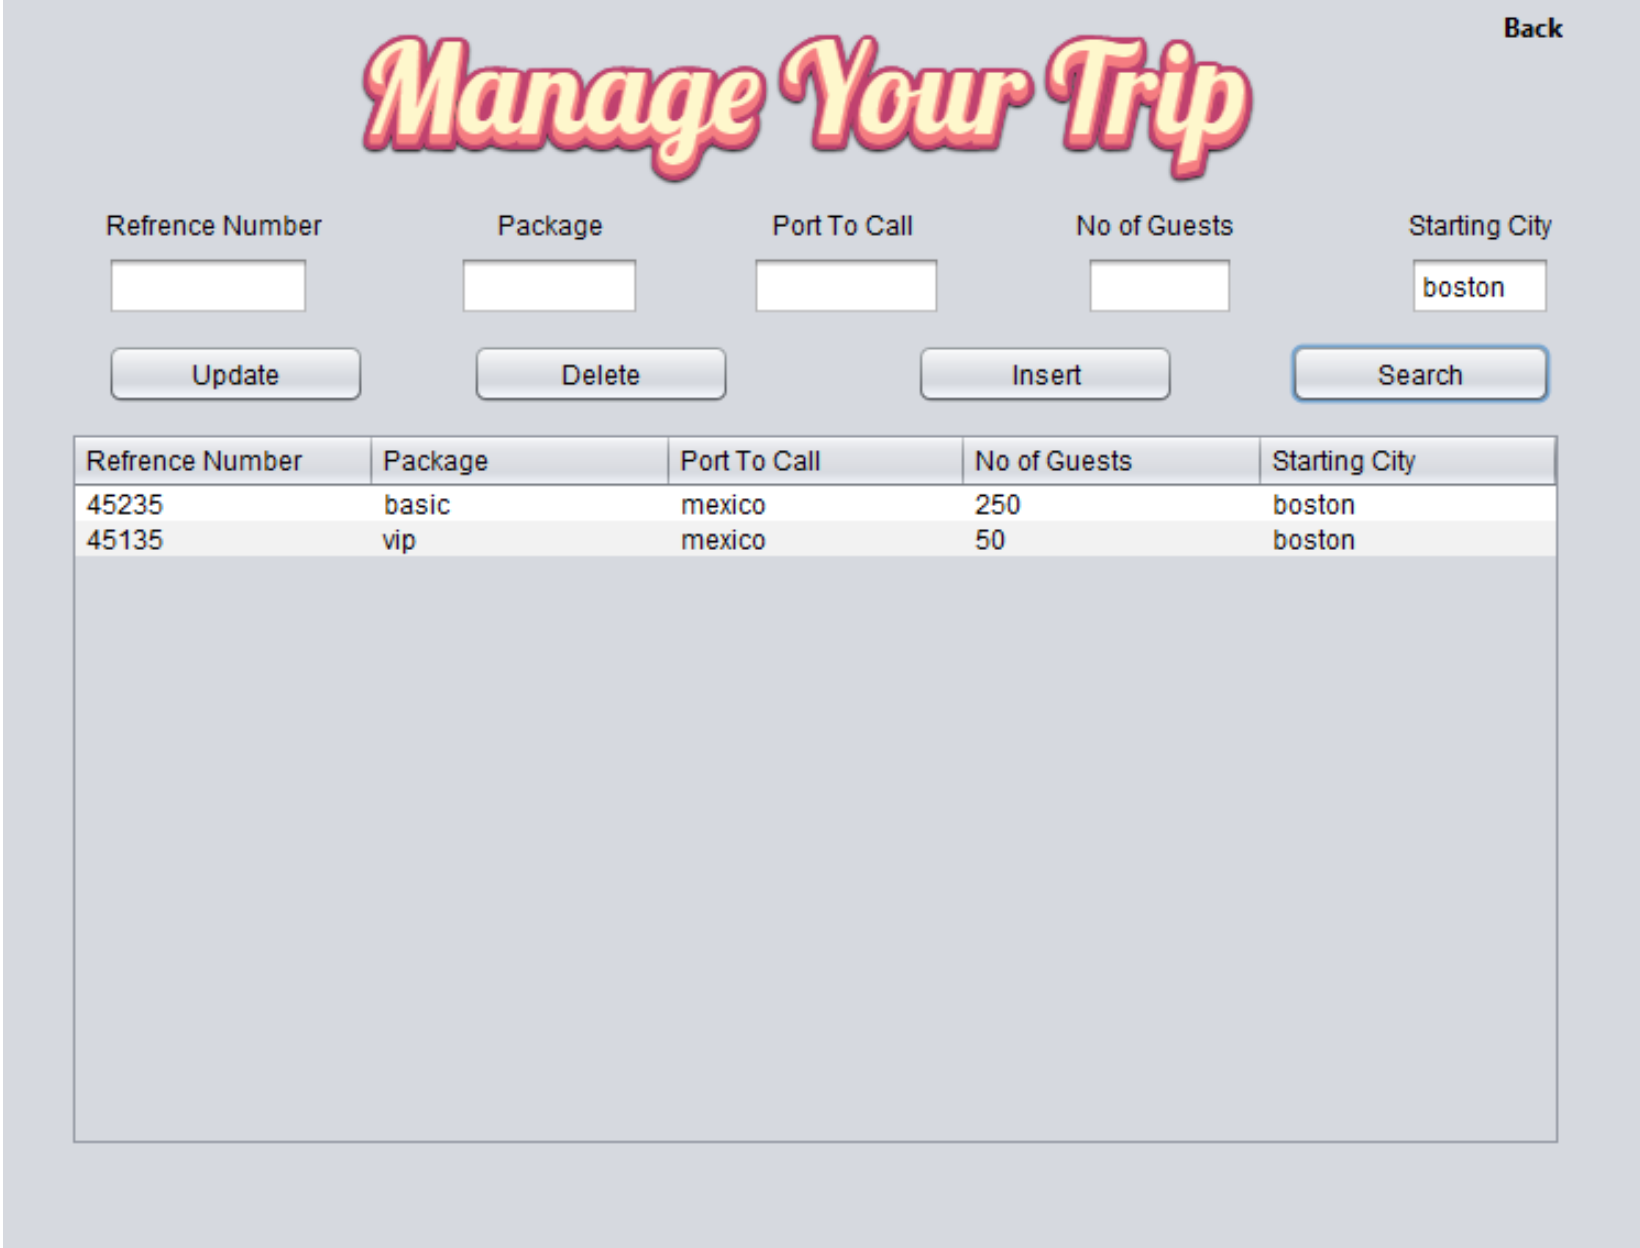 Back
Manage Your Trip
Refrence Number Package Port To Call No of Guests Starting City
boston
Update Delete Insert Search
Refrence Number Package Port To Call No of Guests Starting City
45235 basic mexico 250 boston
45135 vip mexico 50 boston